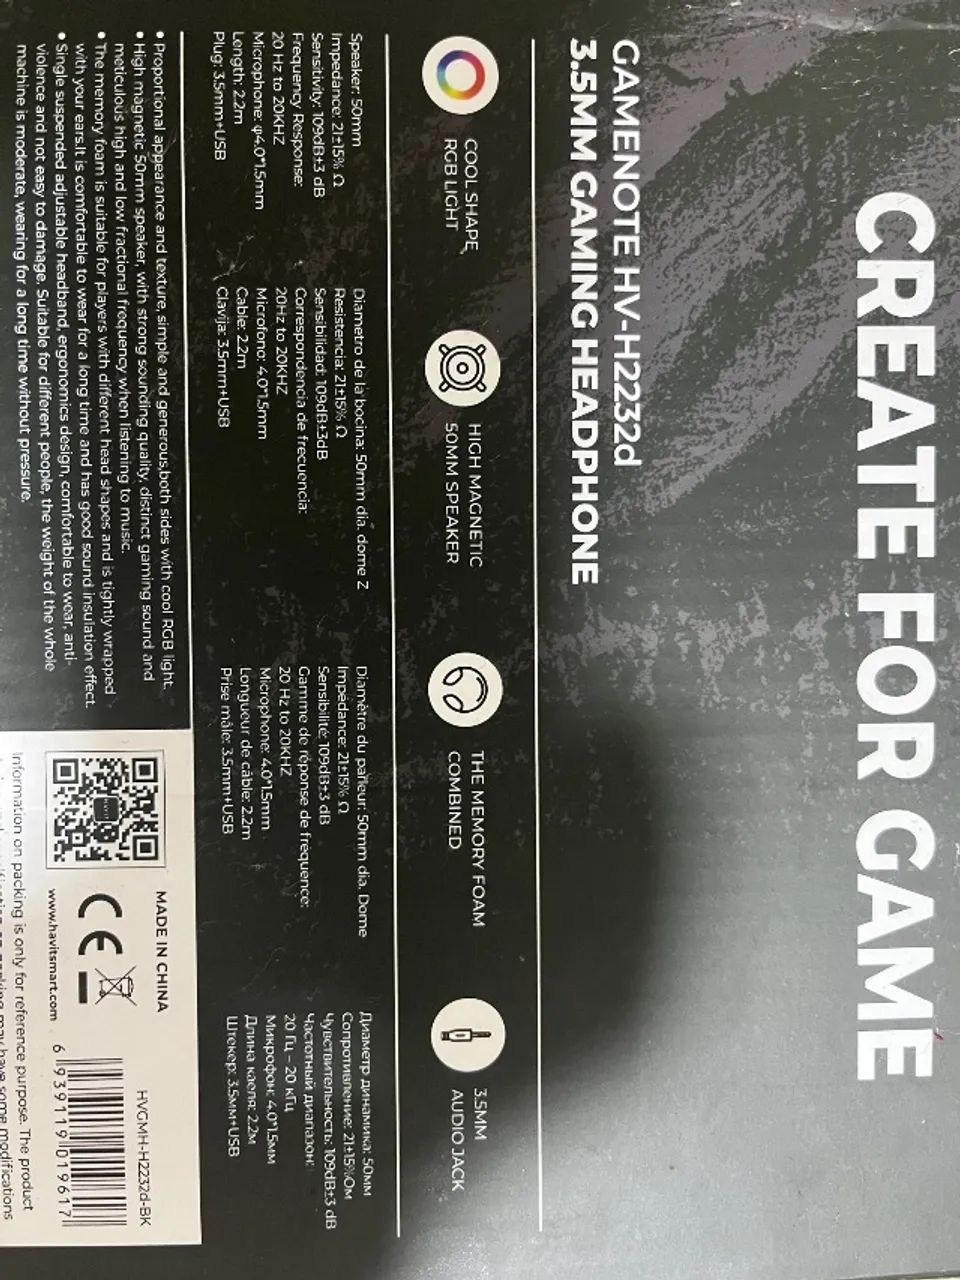 CREATE FOR GAME
GAMENOTE HV-H2232d
3.5MM GAMING HEADPHONE
COOL SHAPE,
RGB LIGHT
HIGH MAGNETIC
50MM SPEAKER
THE MEMORY FOAM
COMBINED
3.5MM
AUDIO JACK
Speaker: 50mm
Impedance: 21±15% Ω
Sensitivity: 109dB±3 dB
Frequency Response:
20 Hz to 20KHZ
Microphone: φ4.0*1.5mm
Length: 2.2m
Plug: 3.5mm+USB
Diametro de la bocina: 50mm dia. dome Z
Resistencia: 21±15% Ω
Sensibilidad: 109dB±3dB
Correspondencia de frecuencia:
20Hz to 20KHZ
Microfono: 4.0*1.5mm
Cable: 2.2m
Clavija: 3.5mm+USB
Diamètre du parleur: 50mm dia. Dome
Impédance: 21±15% Ω
Sensibilité: 109dB±3 dB
Gamme de réponse de fréquence:
20 Hz to 20KHZ
Microphone: 4.0*1.5mm
Longueur de câble: 2.2m
Prise mâle: 3.5mm+USB
Диаметр динамика: 50мм
Сопротивление: 21±15%Ом
Чувствительность: 109dB±3 dB
Частотный диапазон:
20 Гц – 20 кГц
Микрофон: 4.0*1.5мм
Длина кабеля: 2.2м
Штекер: 3.5мм+USB
• Proportional appearance and texture, simple and generous,both sides with cool RGB light.
• High magnetic 50mm speaker, with strong sounding quality, distinct gaming sound and
meticulous high and low fractional frequency when listening to music.
• The memory foam is suitable for players with different head shapes and is tightly wrapped
with your ears.It is comfortable to wear for a long time and has good sound insulation effect.
• Single suspended adjustable headband, ergonomics design, comfortable to wear, anti-
violence and not easy to damage. Suitable for different people, the weight of the whole
machine is moderate, wearing for a long time without pressure.
HAVIT
MADE IN CHINA
CE
www.havitsmart.com
HVGMH-H2232d-BK
6 939119 019617
Information on packing is only for reference purpose. The product
may have some modifications